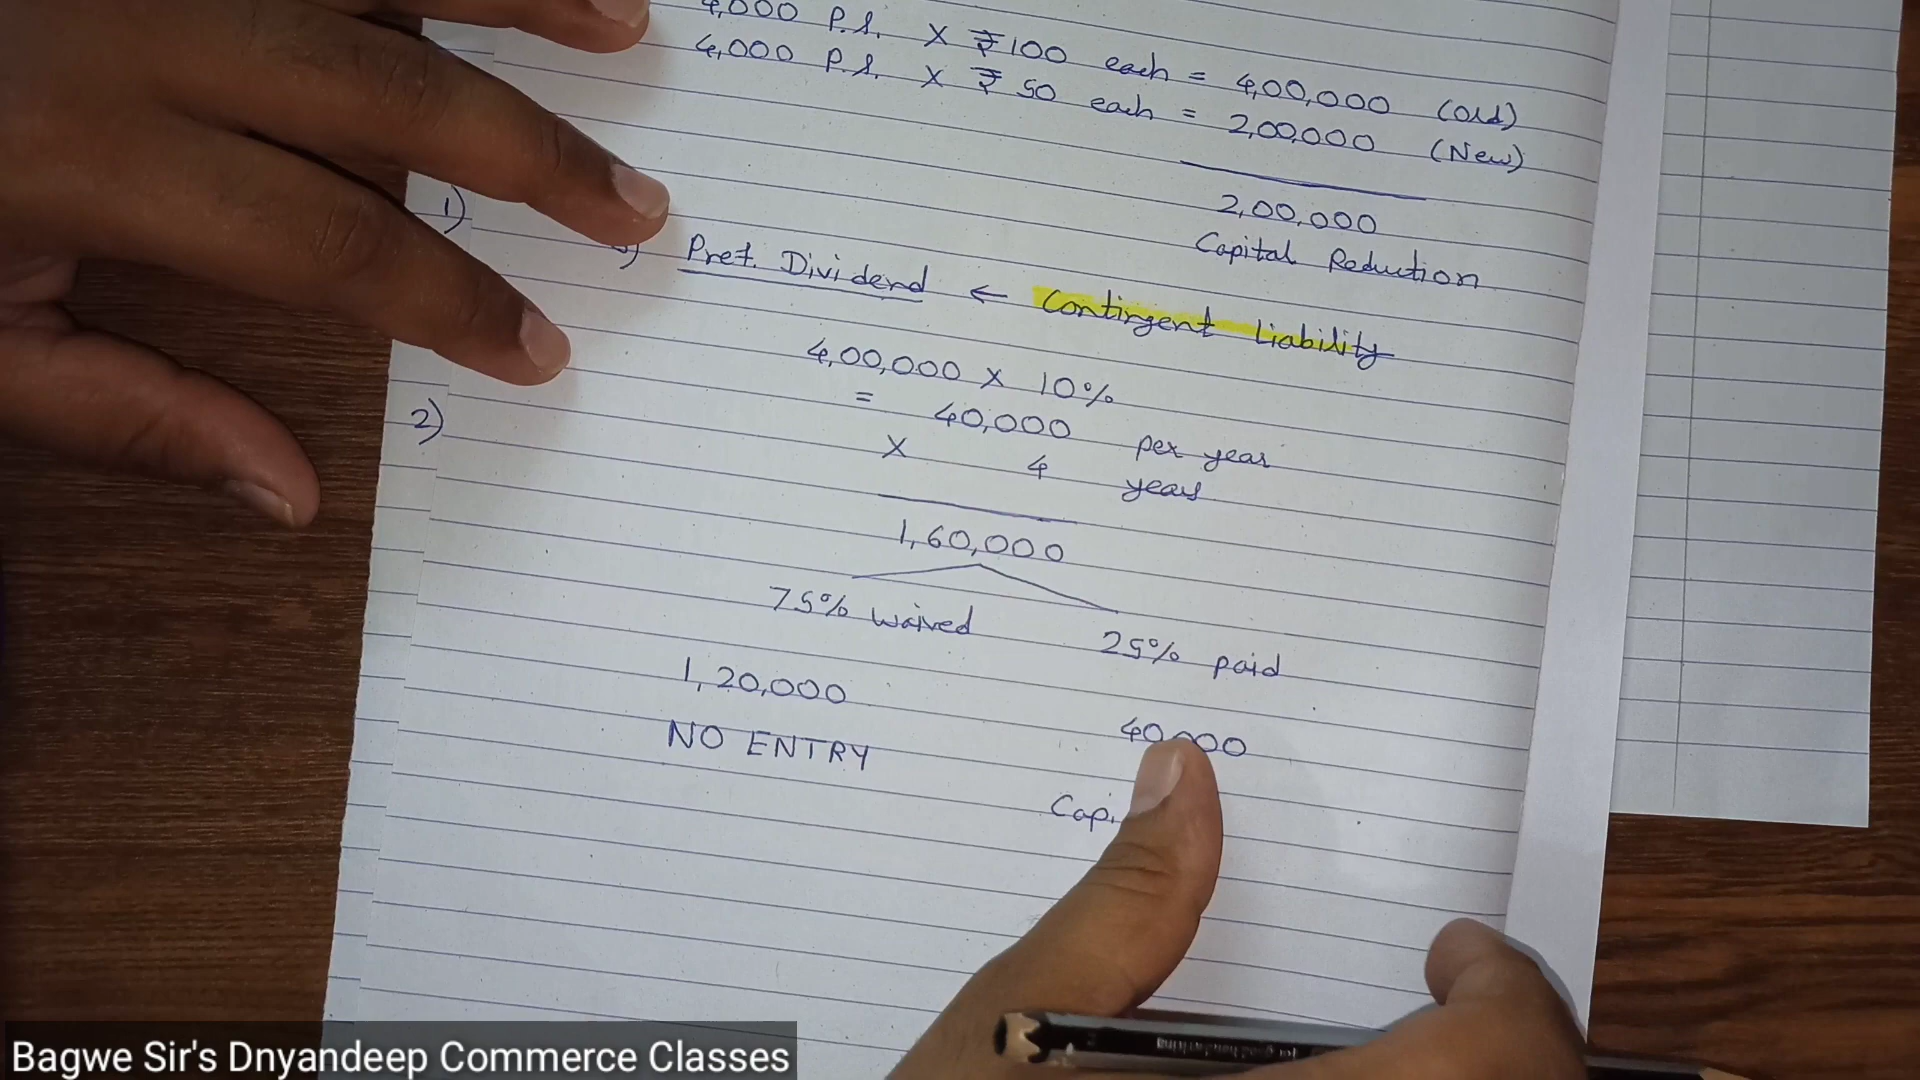 4,000 P.S. X ₹100 each = 4,00,000 (Old)
4,000 P.S. X ₹ 50 each = 2,00,000 (New)
2,00,000
Capital Reduction
1)
Pref. Dividend ← Contingent Liability
4,00,000 X 10%
= 40,000 per year
X 4 years
2)
1,60,000
75% Waived 25% paid
1,20,000 40,000
NO ENTRY
Capi
Bagwe Sir's Dnyandeep Commerce Classes